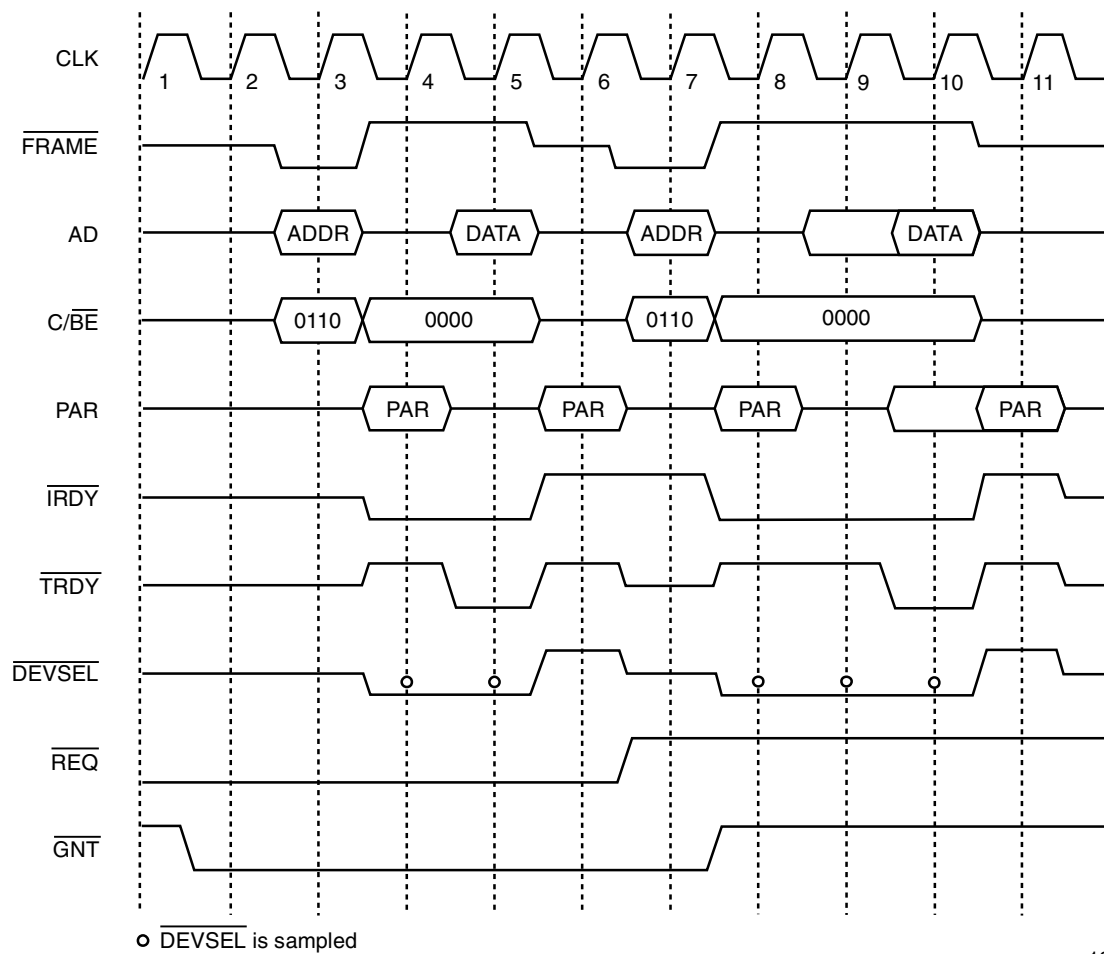 CLK
1 2 3 4 5 6 7 8 9 10 11
FRAME
AD
ADDR DATA ADDR DATA
C/BE
0110 0000 0110 0000
PAR
PAR PAR PAR PAR
IRDY
TRDY
DEVSEL
REQ
GNT
DEVSEL is sampled